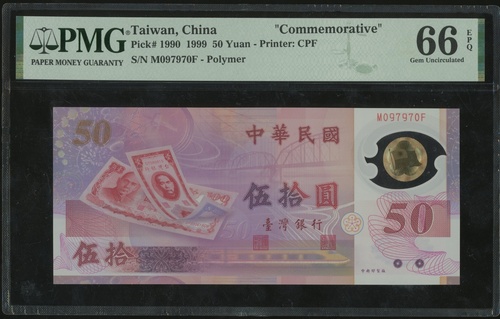 PMG
PAPER MONEY GUARANTY
Taiwan, China "Commemorative"
Pick# 1990 1999 50 Yuan - Printer: CPF
S/N M097970F - Polymer
66 EPQ
Gem Uncirculated
50
中華民國
M097970F
伍拾圓
臺灣銀行
50
伍拾